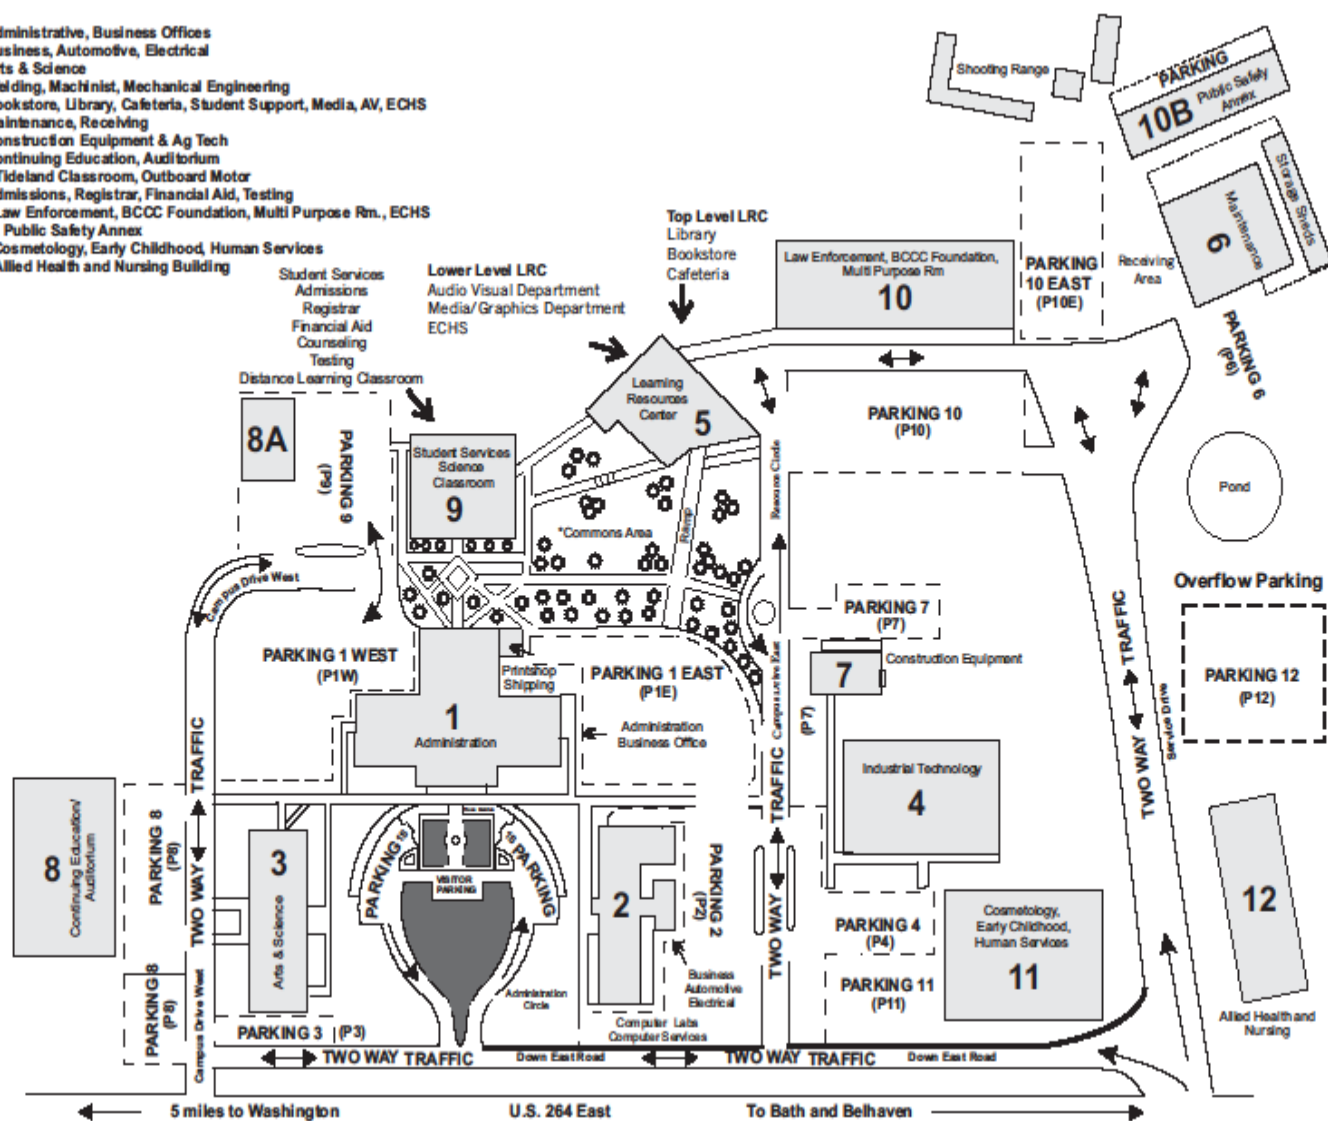 dministrative, Business Offices
usiness, Automotive, Electrical
rts & Science
elding, Machinist, Mechanical Engineering
ookstore, Library, Cafeteria, Student Support, Media, AV, ECHS
aintenance, Receiving
onstruction Equipment & Ag Tech
ontinuing Education, Auditorium
Tideland Classroom, Outboard Motor
dmissions, Registrar, Financial Aid, Testing
Law Enforcement, BCCC Foundation, Multi Purpose Rm., ECHS
Public Safety Annex
Cosmetology, Early Childhood, Human Services
Allied Health and Nursing Building
Shooting Range
PARKING
10B
Public Safety
Annex
Storage Sheds
Maintenance
6
Receiving
Area
PARKING 6
(P6)
PARKING
10 EAST
(P10E)
Law Enforcement, BCCC Foundation,
Multi Purpose Rm
10
Top Level LRC
Library
Bookstore
Cafeteria
Lower Level LRC
Audio Visual Department
Media/Graphics Department
ECHS
Student Services
Admissions
Registrar
Financial Aid
Counseling
Testing
Distance Learning Classroom
Learning
Resources
Center
5
8A
PARKING 9
(P9)
Student Services
Science
Classroom
9
*Commons Area
Ramp
Resource Circle
PARKING 10
(P10)
Pond
Overflow Parking
PARKING 12
(P12)
Campus Drive West
PARKING 1 WEST
(P1W)
Printshop
Shipping
PARKING 1 EAST
(P1E)
1
Administration
Administration
Business Office
Campus Drive East
PARKING 7
(P7)
7
Construction Equipment
(P7)
Industrial Technology
4
TWO WAY TRAFFIC
Service Drive
8
Continuing Education/
Auditorium
PARKING 8
(P8)
TWO WAY TRAFFIC
3
Arts & Science
PARKING 1S
1S PARKING
VISITOR
PARKING
Administration
Circle
2
PARKING 2
(P2)
Business
Automotive
Electrical
Computer Labs
Computer Services
TWO WAY TRAFFIC
PARKING 4
(P4)
PARKING 11
(P11)
Cosmetology,
Early Childhood,
Human Services
11
12
Allied Health and
Nursing
PARKING 8
(P8)
Campus Drive West
PARKING 3 (P3)
TWO WAY TRAFFIC
Down East Road
TWO WAY TRAFFIC
Down East Road
5 miles to Washington
U.S. 264 East
To Bath and Belhaven